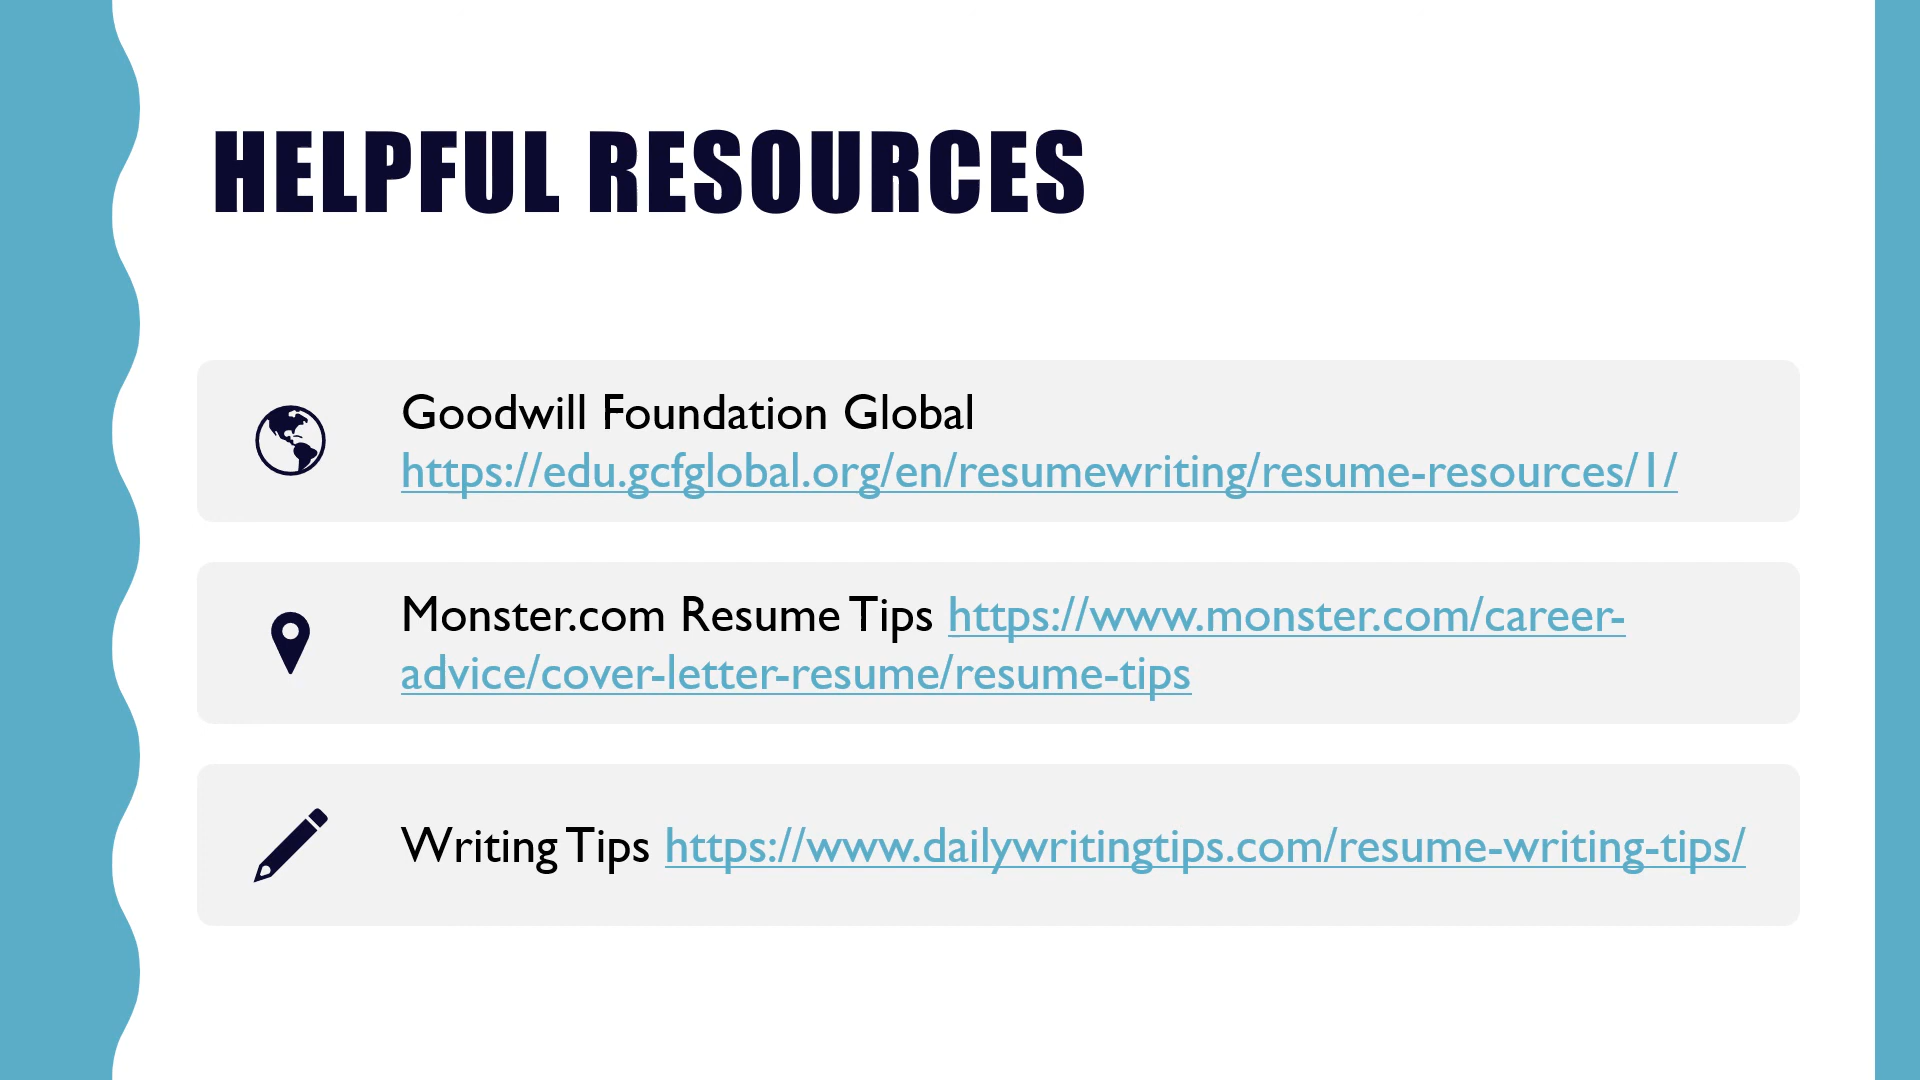 HELPFUL RESOURCES
Goodwill Foundation Global
https://edu.gcfglobal.org/en/resumewriting/resume-resources/1/
Monster.com Resume Tips https://www.monster.com/career-
advice/cover-letter-resume/resume-tips
Writing Tips https://www.dailywritingtips.com/resume-writing-tips/